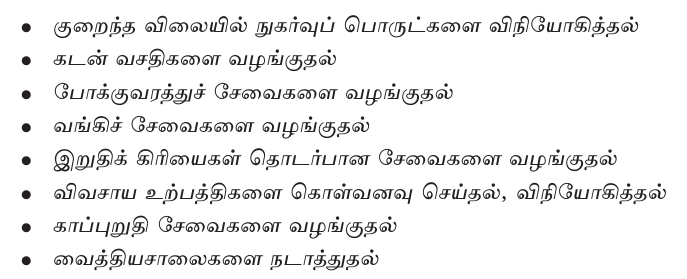 • குறைந்த விலையில் நுகர்வுப் பொருட்களை விநியோகித்தல்
• கடன் வசதிகளை வழங்குதல்
• போக்குவரத்துச் சேவைகளை வழங்குதல்
• வங்கிச் சேவைகளை வழங்குதல்
• இறுதிக் கிரியைகள் தொடர்பான சேவைகளை வழங்குதல்
• விவசாய உற்பத்திகளை கொள்வனவு செய்தல், விநியோகித்தல்
• காப்புறுதி சேவைகளை வழங்குதல்
• வைத்தியசாலைகளை நடாத்துதல்